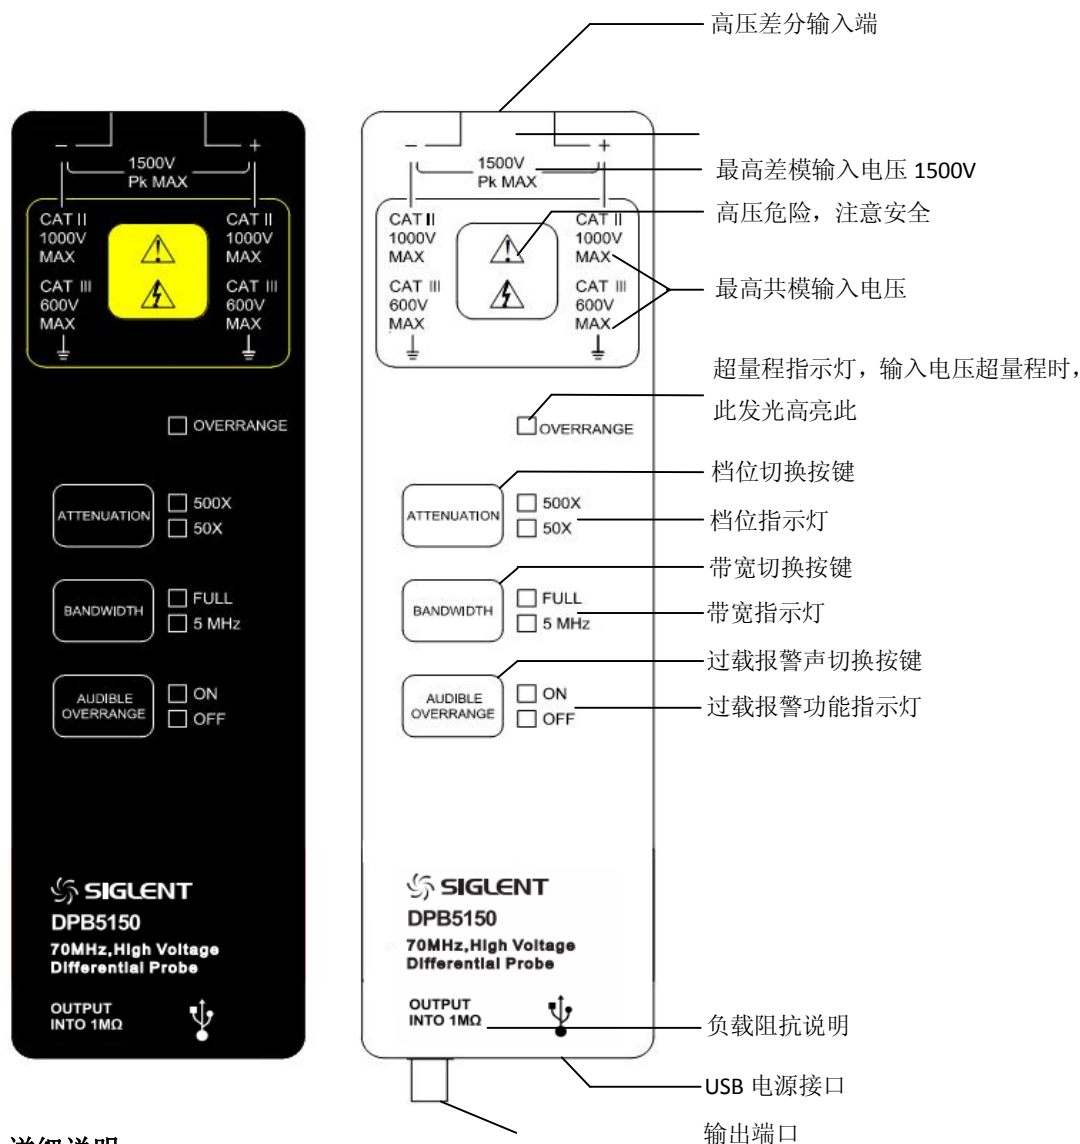 高压差分输入端
− +
1500V
Pk MAX
CAT II
1000V
MAX
CAT III
600V
MAX
CAT II
1000V
MAX
CAT III
600V
MAX
OVERRANGE
ATTENUATION
500X
50X
BANDWIDTH
FULL
5 MHz
AUDIBLE
OVERRANGE
ON
OFF
SIGLENT
DPB5150
70MHz,High Voltage
Differential Probe
OUTPUT
INTO 1MΩ
− +
1500V
Pk MAX
CAT II
1000V
MAX
CAT III
600V
MAX
CAT II
1000V
MAX
CAT III
600V
MAX
OVERRANGE
ATTENUATION
500X
50X
BANDWIDTH
FULL
5 MHz
AUDIBLE
OVERRANGE
ON
OFF
SIGLENT
DPB5150
70MHz,High Voltage
Differential Probe
OUTPUT
INTO 1MΩ
最高差模输入电压 1500V
高压危险，注意安全
最高共模输入电压
超量程指示灯，输入电压超量程时，
此发光高亮此
档位切换按键
档位指示灯
带宽切换按键
带宽指示灯
过载报警声切换按键
过载报警功能指示灯
负载阻抗说明
USB 电源接口
输出端口